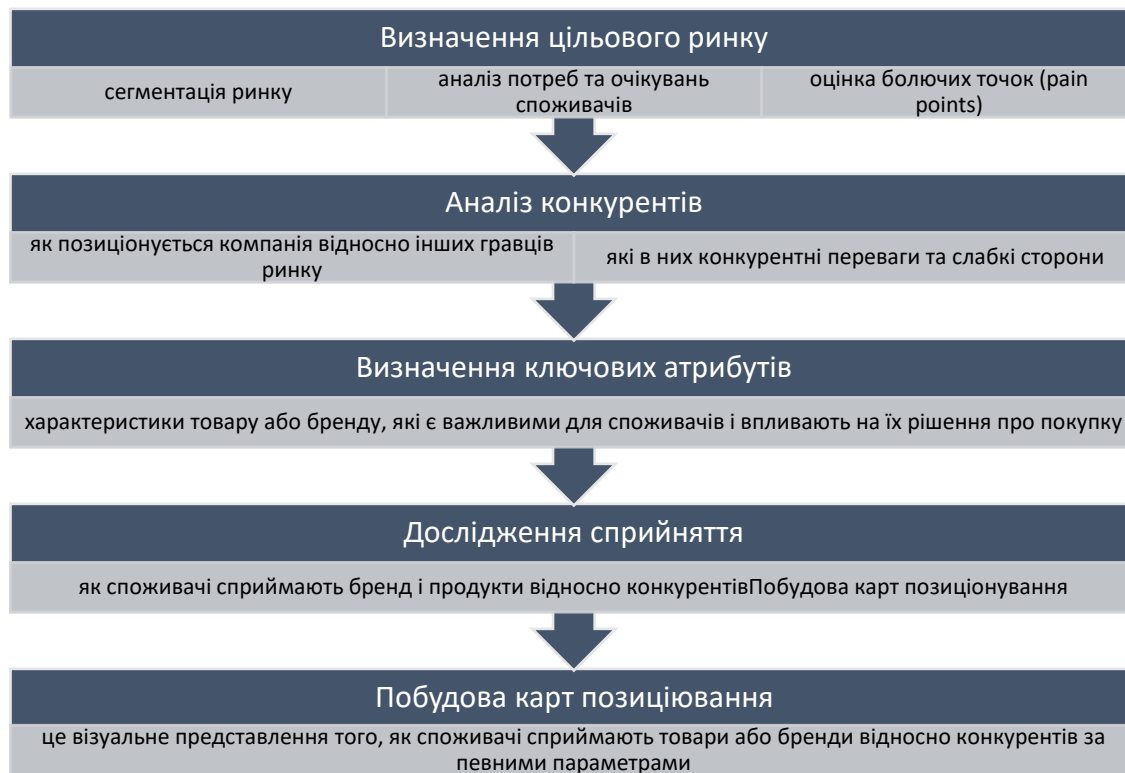 Визначення цільового ринку
сегментація ринку
аналіз потреб та очікувань
споживачів
оцінка болючих точок (pain
points)
Аналіз конкурентів
як позиціонується компанія відносно інших гравців
ринку
які в них конкурентні переваги та слабкі сторони
Визначення ключових атрибутів
характеристики товару або бренду, які є важливими для споживачів і впливають на їх рішення про покупку
Дослідження сприйняття
як споживачі сприймають бренд і продукти відносно конкурентівПобудова карт позиціонування
Побудова карт позиціювання
це візуальне представлення того, як споживачі сприймають товари або бренди відносно конкурентів за
певними параметрами